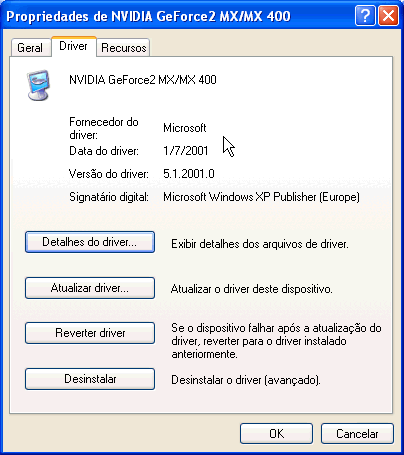 Propriedades de NVIDIA GeForce2 MX/MX 400
Geral Driver Recursos
NVIDIA GeForce2 MX/MX 400
Fornecedor do driver: Microsoft
Data do driver: 1/7/2001
Versão do driver: 5.1.2001.0
Signatário digital: Microsoft Windows XP Publisher (Europe)
Detalhes do driver... Exibir detalhes dos arquivos de driver.
Atualizar driver... Atualizar o driver deste dispositivo.
Reverter driver
Se o dispositivo falhar após a atualização do
driver, reverter para o driver instalado
anteriormente.
Desinstalar Desinstalar o driver (avançado).
OK Cancelar